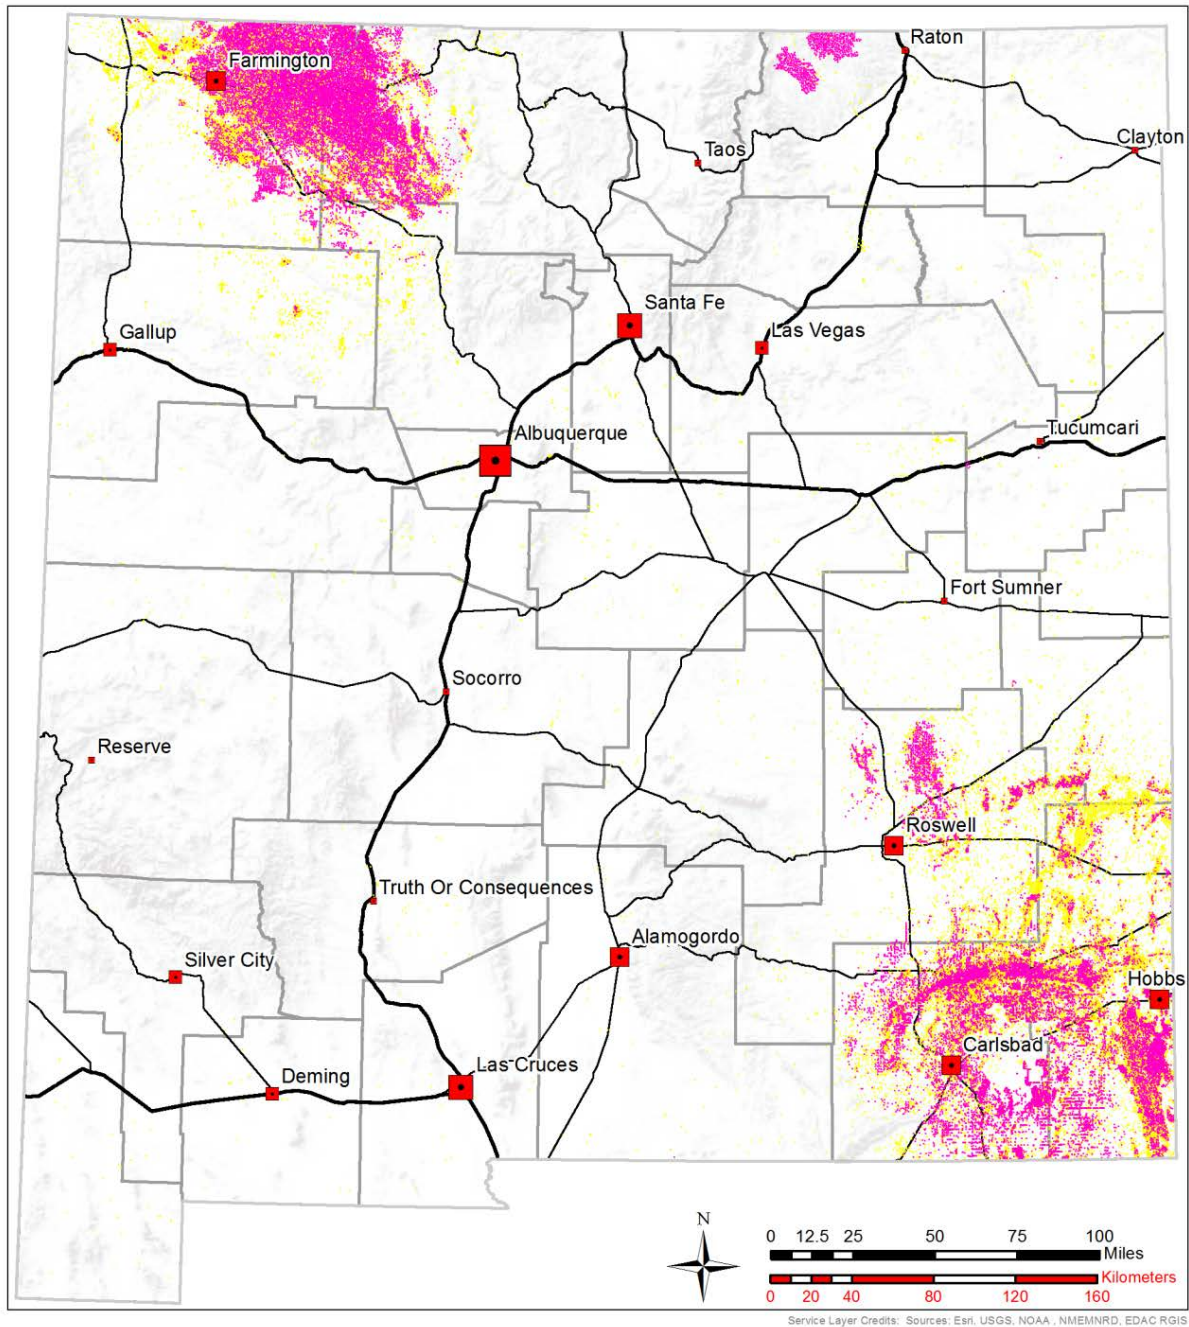 Raton
Farmington
Clayton
Taos
Santa Fe
Las Vegas
Gallup
Tucumcari
Albuquerque
Fort Sumner
Socorro
Reserve
Roswell
Truth Or Consequences
Alamogordo
Silver City
Hobbs
Carlsbad
Las Cruces
Deming
N
0 12.5 25 50 75 100
Miles
Kilometers
0 20 40 80 120 160
Service Layer Credits: Sources: Esri, USGS, NOAA , NMEMNRD, EDAC RGIS